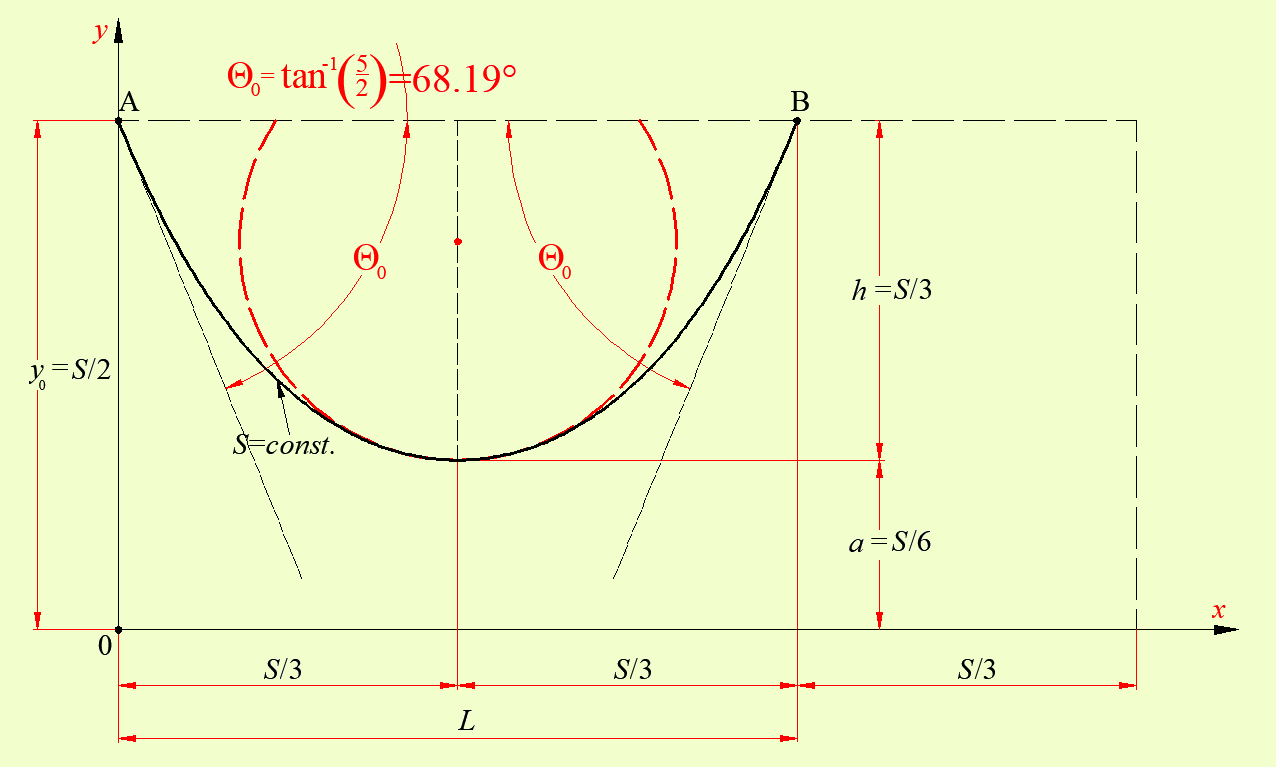 y
Θ₀= tan⁻¹(5/2)=68.19°
A
B
Θ₀
Θ₀
h =S/3
y₀ =S/2
S=const.
a =S/6
x
0
S/3
S/3
S/3
L